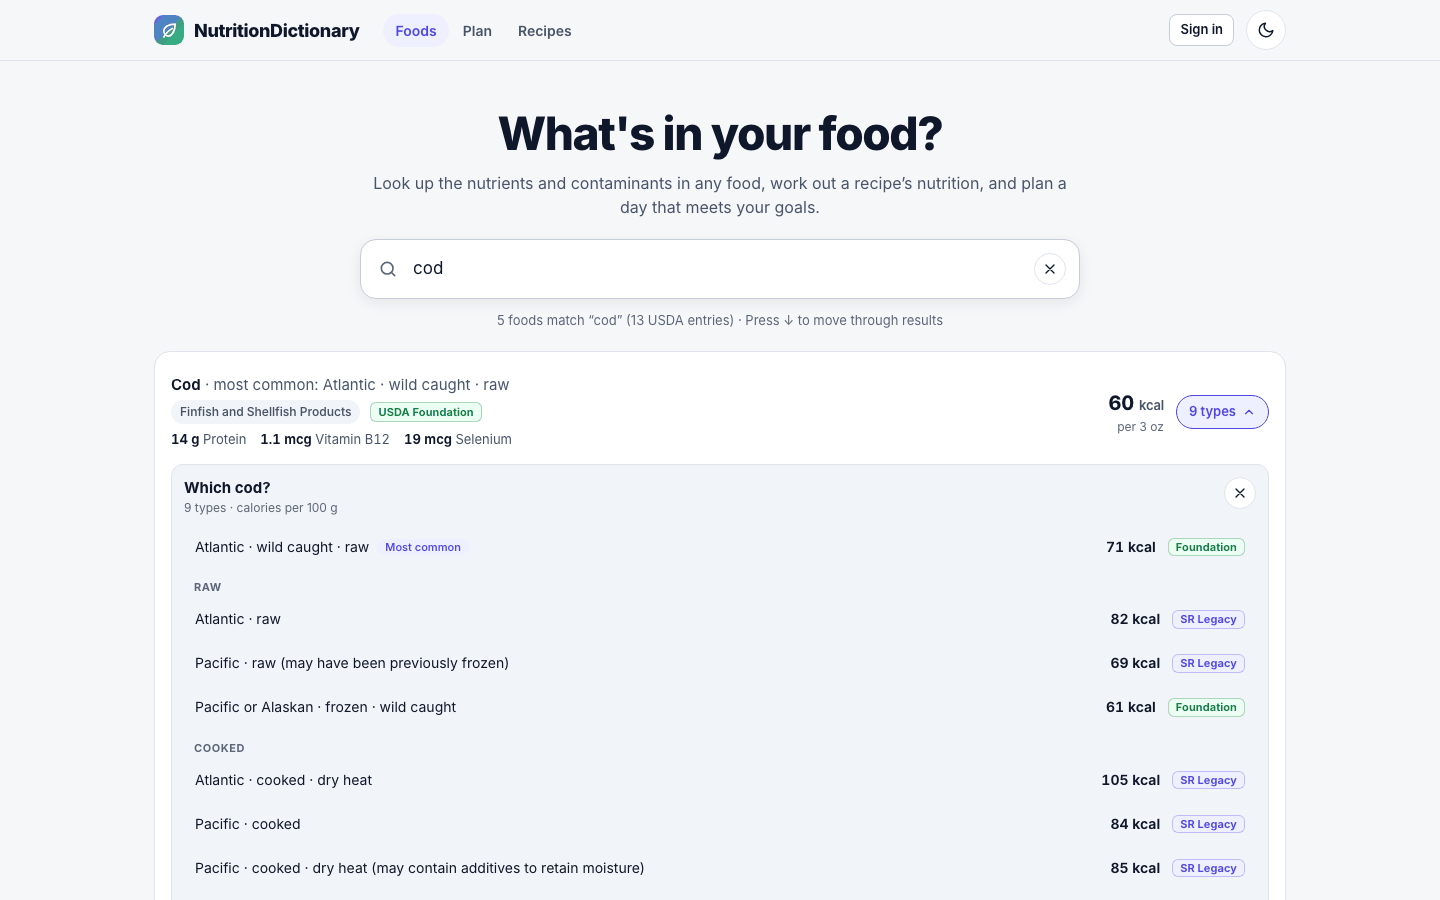 NutritionDictionary
Foods
Plan
Recipes
Sign in
What's in your food?
Look up the nutrients and contaminants in any food, work out a recipe’s nutrition, and plan a
day that meets your goals.
cod
5 foods match “cod” (13 USDA entries) · Press ↓ to move through results
Cod · most common: Atlantic · wild caught · raw
Finfish and Shellfish Products
USDA Foundation
14 g Protein 1.1 mcg Vitamin B12 19 mcg Selenium
60 kcal
per 3 oz
9 types
Which cod?
9 types · calories per 100 g
Atlantic · wild caught · raw Most common 71 kcal Foundation
RAW
Atlantic · raw 82 kcal SR Legacy
Pacific · raw (may have been previously frozen) 69 kcal SR Legacy
Pacific or Alaskan · frozen · wild caught 61 kcal Foundation
COOKED
Atlantic · cooked · dry heat 105 kcal SR Legacy
Pacific · cooked 84 kcal SR Legacy
Pacific · cooked · dry heat (may contain additives to retain moisture) 85 kcal SR Legacy